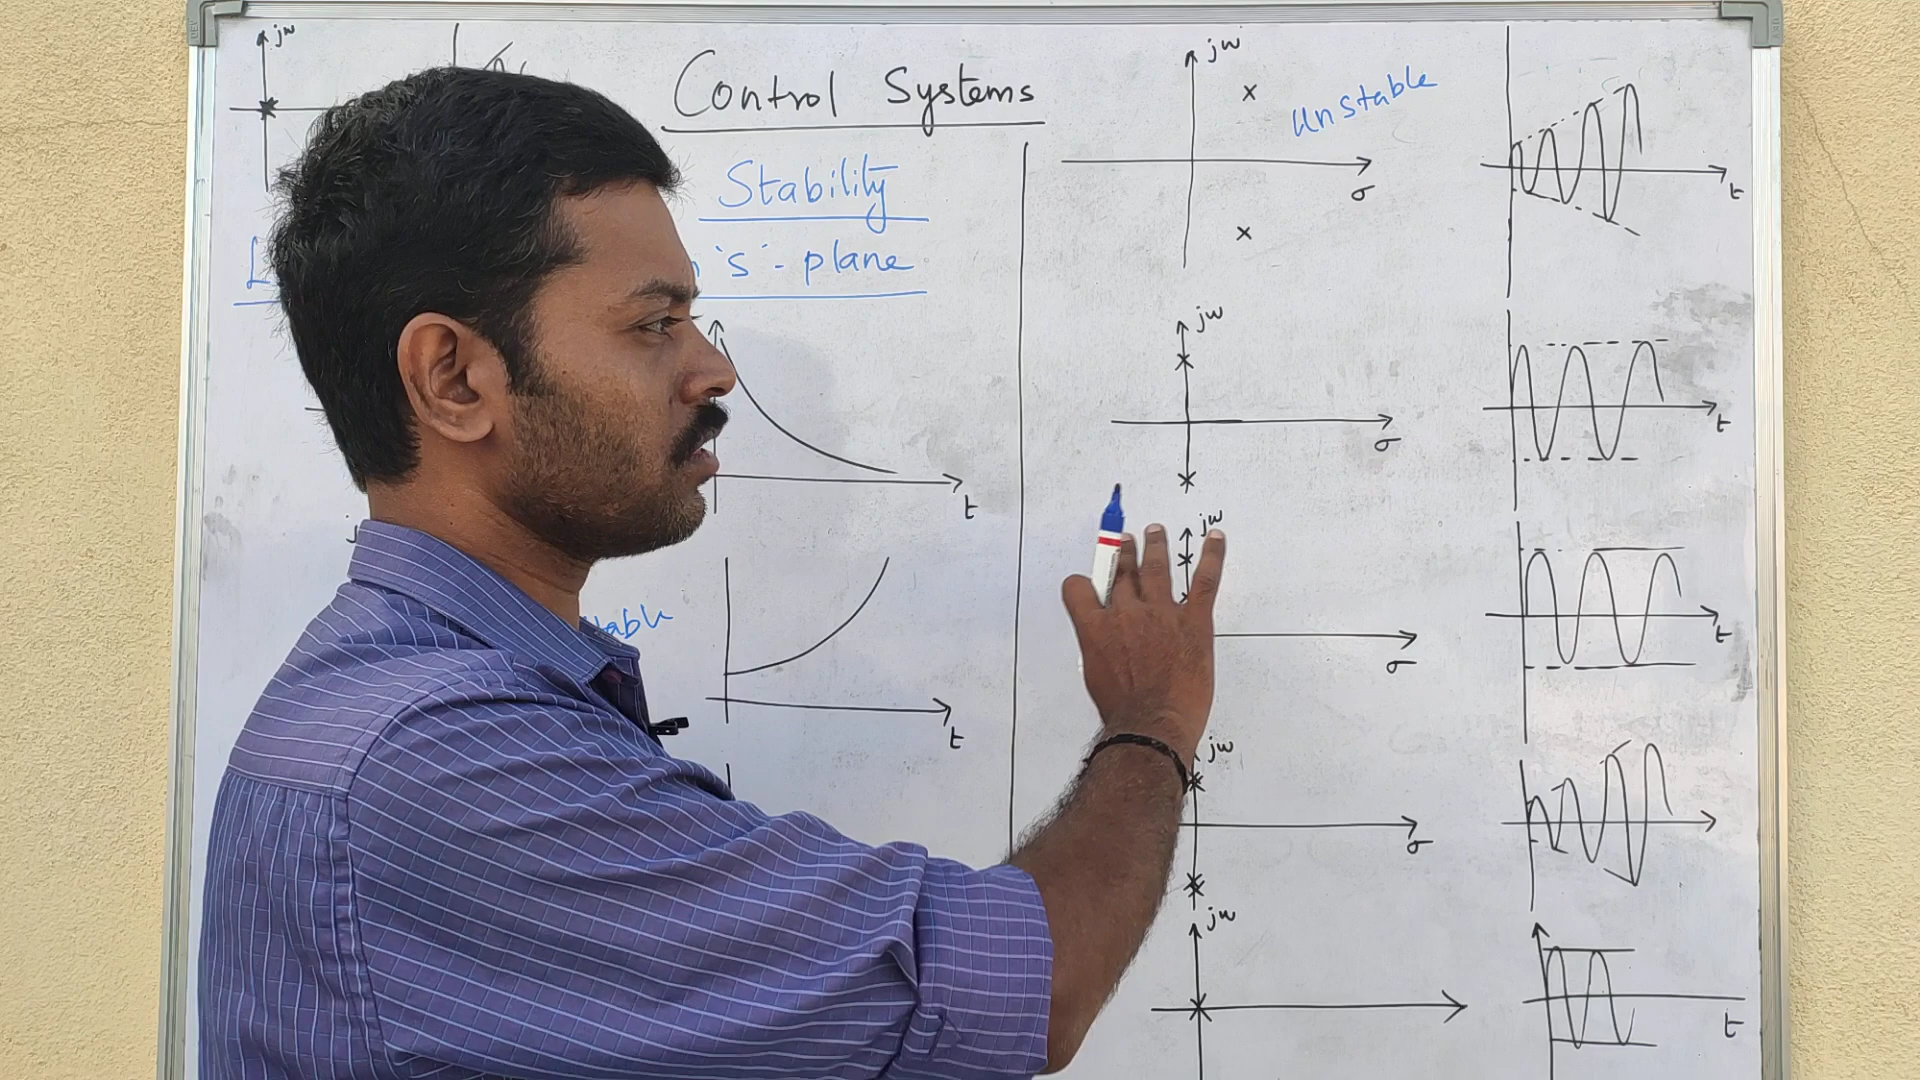 jw
Control Systems
Stability
's' - plane
t
t
jw
Unstable
σ
t
jw
σ
t
jw
σ
t
jw
σ
jw
t